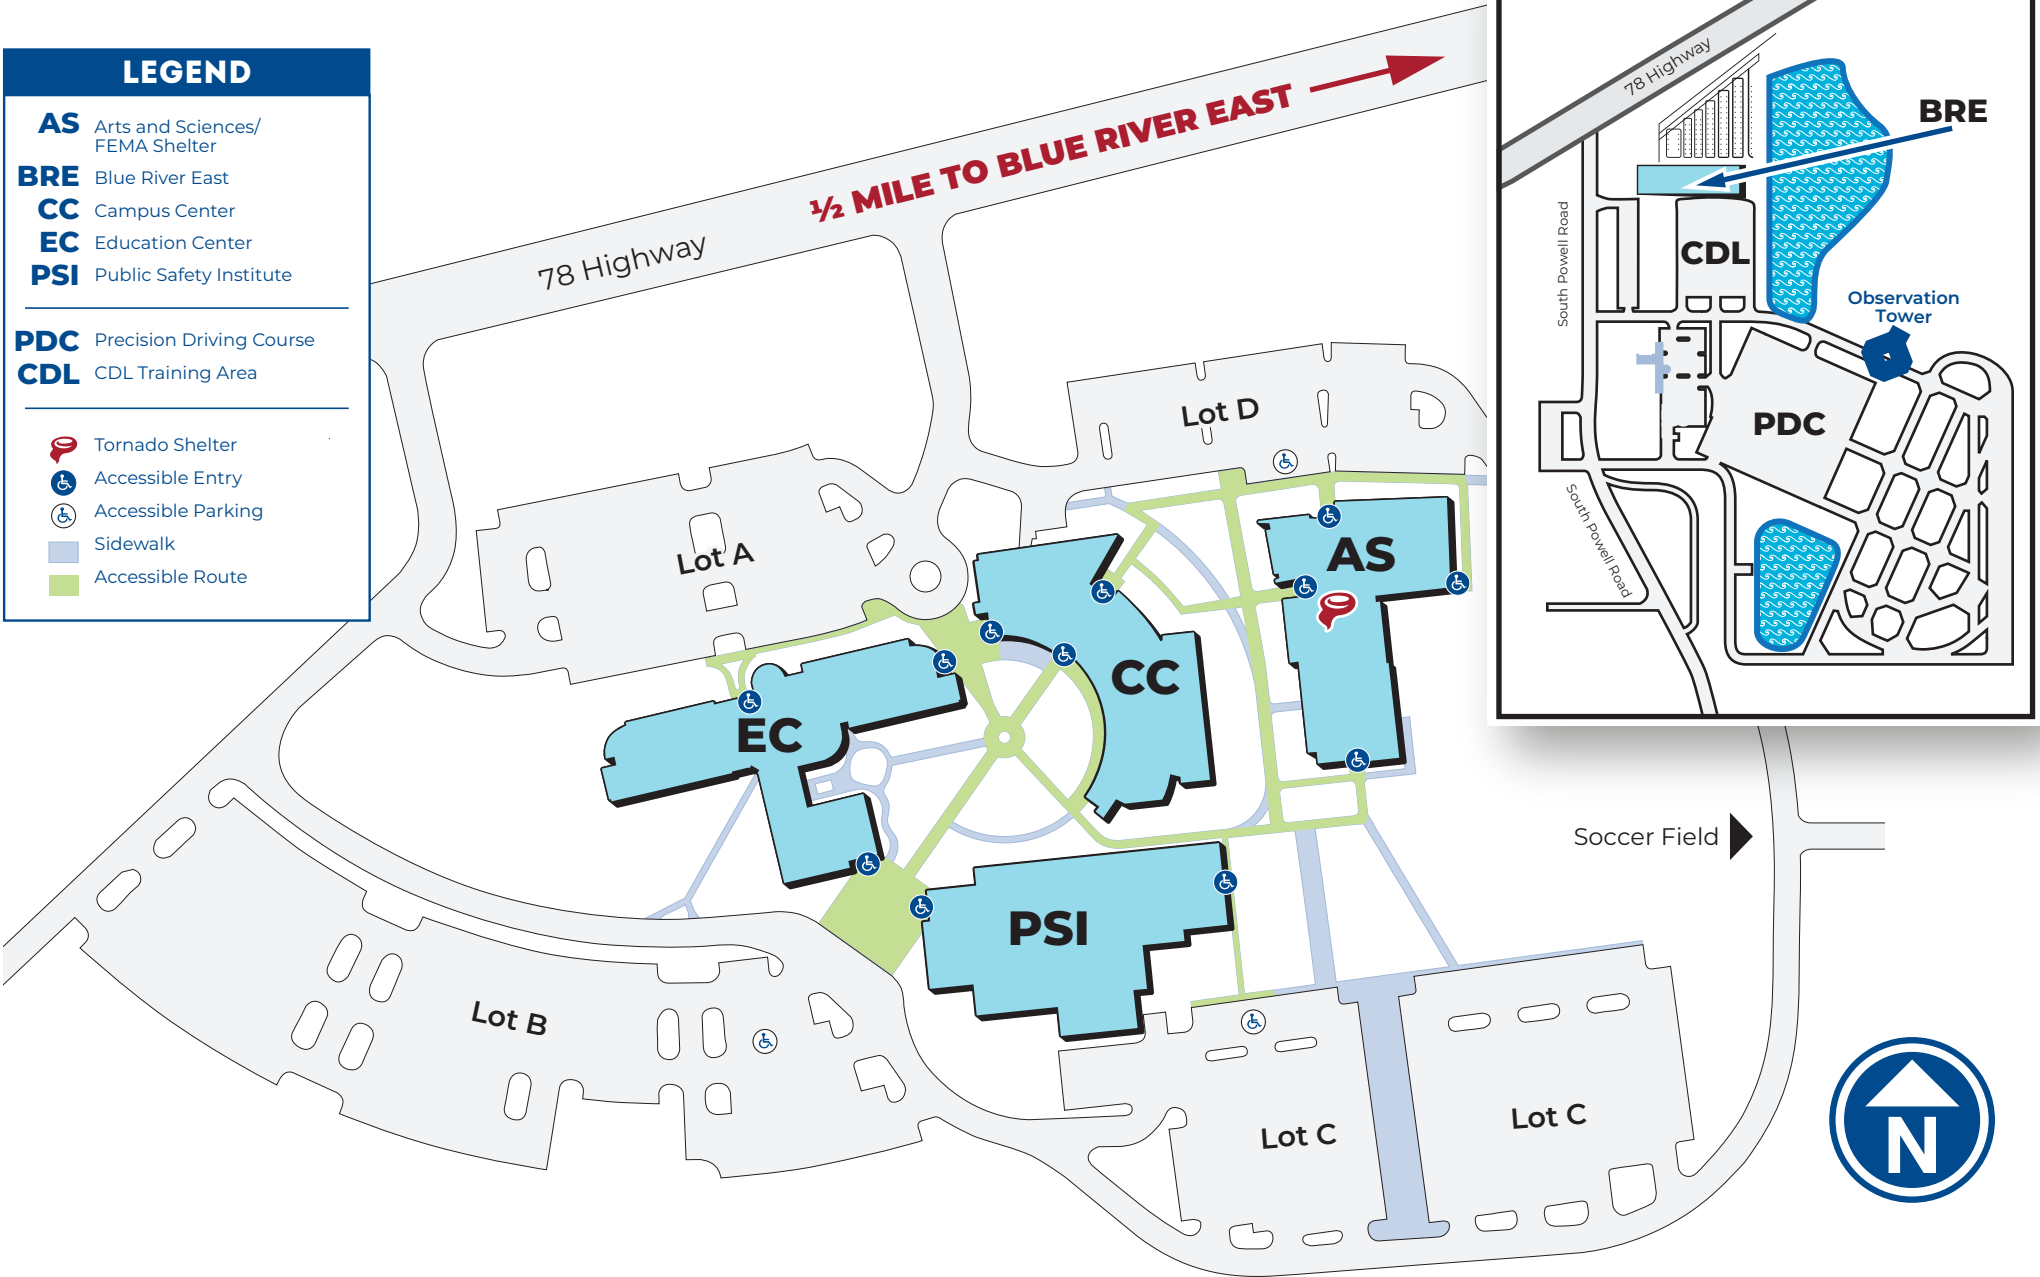 LEGEND
AS Arts and Sciences/
FEMA Shelter
BRE Blue River East
CC Campus Center
EC Education Center
PSI Public Safety Institute
PDC Precision Driving Course
CDL CDL Training Area
Tornado Shelter
Accessible Entry
Accessible Parking
Sidewalk
Accessible Route
½ MILE TO BLUE RIVER EAST
78 Highway
Lot D
Lot A
AS
CC
EC
PSI
Lot B
Lot C
Lot C
Soccer Field
N
78 Highway
BRE
South Powell Road
CDL
Observation
Tower
PDC
South Powell Road